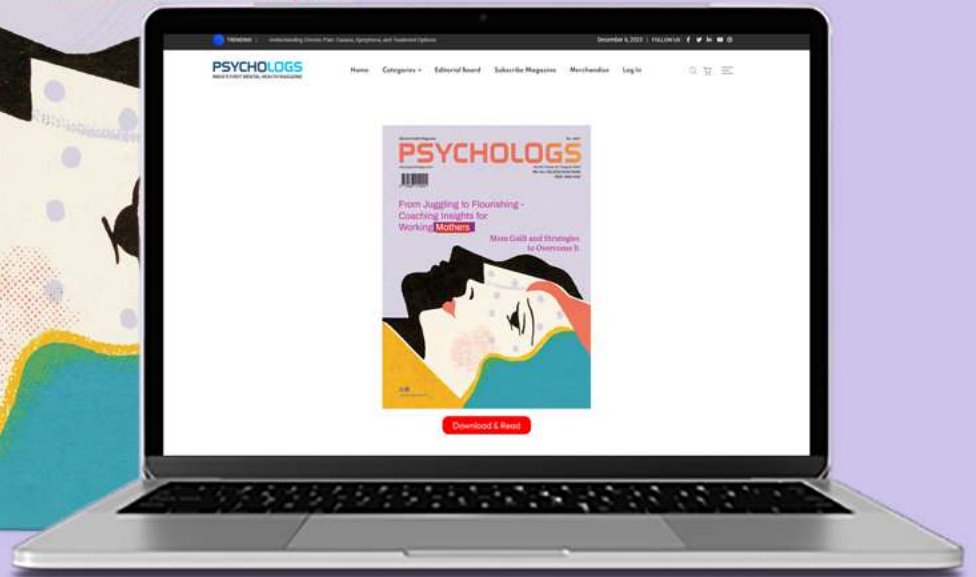 TRENDING : Understanding Chronic Pain: Causes, Symptoms, and Treatment Options
December 6, 2023 | FOLLOW US
PSYCHOLOGS
INDIA'S FIRST MENTAL HEALTH MAGAZINE
Home Categories Editorial Board Subscribe Magazine Merchandise Log In
PSYCHOLOGS
From Juggling to Flourishing -
Coaching Insights for
Working Mothers
Mom Guilt and Strategies
to Overcome It
Download & Read